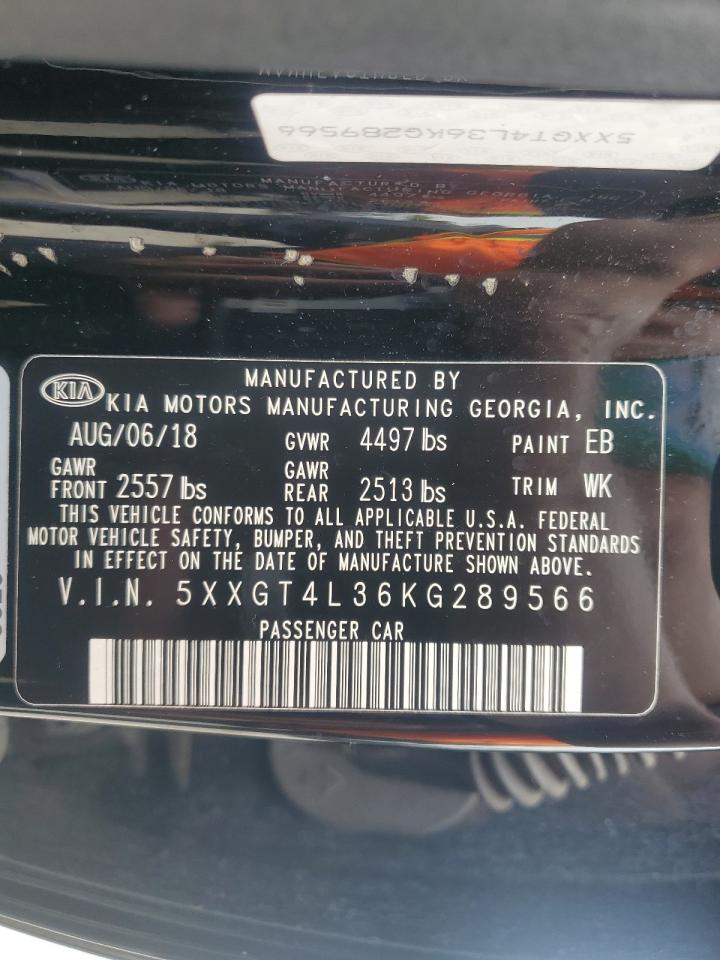 5XXGT4L36KG289566
MANUFACTURED BY
KIA KIA MOTORS MANUFACTURING GEORGIA, INC.
AUG/06/18 GVWR 4497 lbs PAINT EB
GAWR FRONT 2557 lbs GAWR REAR 2513 lbs TRIM WK
THIS VEHICLE CONFORMS TO ALL APPLICABLE U.S.A. FEDERAL
MOTOR VEHICLE SAFETY, BUMPER, AND THEFT PREVENTION STANDARDS
IN EFFECT ON THE DATE OF MANUFACTURE SHOWN ABOVE.
V.I.N. 5XXGT4L36KG289566
PASSENGER CAR